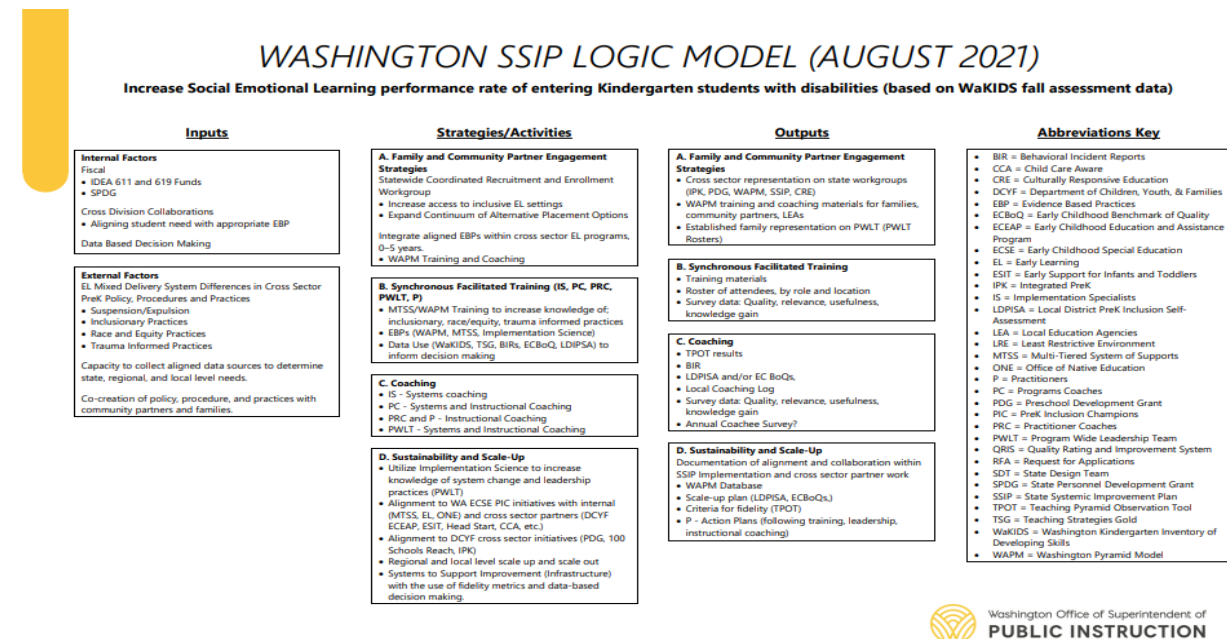 WASHINGTON SSIP LOGIC MODEL (AUGUST 2021)
Increase Social Emotional Learning performance rate of entering Kindergarten students with disabilities (based on WaKIDS fall assessment data)
Inputs
Internal Factors
Fiscal
• IDEA 611 and 619 Funds
• SPDG
Cross Division Collaborations
• Aligning student need with appropriate EBP
Data Based Decision Making
External Factors
EL Mixed Delivery System Differences in Cross Sector
PreK Policy, Procedures and Practices
• Suspension/Expulsion
• Inclusionary Practices
• Race and Equity Practices
• Trauma Informed Practices
Capacity to collect aligned data sources to determine
state, regional, and local level needs.
Co-creation of policy, procedure, and practices with
community partners and families.
Strategies/Activities
A. Family and Community Partner Engagement
Strategies
Statewide Coordinated Recruitment and Enrollment
Workgroup
• Increase access to inclusive EL settings
• Expand Continuum of Alternative Placement Options
Integrate aligned EBPs within cross sector EL programs,
0–5 years.
• WAPM Training and Coaching
B. Synchronous Facilitated Training (IS, PC, PRC,
PWLT, P)
• MTSS/WAPM Training to increase knowledge of;
inclusionary, race/equity, trauma informed practices
• EBPs (WAPM, MTSS, Implementation Science)
• Data Use (WaKIDS, TSG, BIRs, ECBoQ, LDIPSA) to
inform decision making
C. Coaching
• IS - Systems coaching
• PC - Systems and Instructional Coaching
• PRC and P - Instructional Coaching
• PWLT - Systems and Instructional Coaching
D. Sustainability and Scale-Up
• Utilize Implementation Science to increase
knowledge of system change and leadership
practices (PWLT)
• Alignment to WA ECSE PIC initiatives with internal
(MTSS, EL, ONE) and cross sector partners (DCYF
ECEAP, ESIT, Head Start, CCA, etc.)
• Alignment to DCYF cross sector initiatives (PDG, 100
Schools Reach, IPK)
• Regional and local level scale up and scale out
• Systems to Support Improvement (Infrastructure)
with the use of fidelity metrics and data-based
decision making.
Outputs
A. Family and Community Partner Engagement
Strategies
• Cross sector representation on state workgroups
(IPK, PDG, WAPM, SSIP, CRE)
• WAPM training and coaching materials for families,
community partners, LEAs
• Established family representation on PWLT (PWLT
Rosters)
B. Synchronous Facilitated Training
• Training materials
• Roster of attendees, by role and location
• Survey data: Quality, relevance, usefulness,
knowledge gain
C. Coaching
• TPOT results
• BIR
• LDPISA and/or EC BoQs,
• Local Coaching Log
• Survey data: Quality, relevance, usefulness,
knowledge gain
• Annual Coachee Survey?
D. Sustainability and Scale-Up
Documentation of alignment and collaboration within
SSIP Implementation and cross sector partner work
• WAPM Database
• Scale-up plan (LDPISA, ECBoQs,)
• Criteria for fidelity (TPOT)
• P - Action Plans (following training, leadership,
instructional coaching)
Abbreviations Key
• BIR = Behavioral Incident Reports
• CCA = Child Care Aware
• CRE = Culturally Responsive Education
• DCYF = Department of Children, Youth, & Families
• EBP = Evidence Based Practices
• ECBoQ = Early Childhood Benchmark of Quality
• ECEAP = Early Childhood Education and Assistance
Program
• ECSE = Early Childhood Special Education
• EL = Early Learning
• ESIT = Early Support for Infants and Toddlers
• IPK = Integrated PreK
• IS = Implementation Specialists
• LDPISA = Local District PreK Inclusion Self-
Assessment
• LEA = Local Education Agencies
• LRE = Least Restrictive Environment
• MTSS = Multi-Tiered System of Supports
• ONE = Office of Native Education
• P = Practitioners
• PC = Programs Coaches
• PDG = Preschool Development Grant
• PIC = PreK Inclusion Champions
• PRC = Practitioner Coaches
• PWLT = Program Wide Leadership Team
• QRIS = Quality Rating and Improvement System
• RFA = Request for Applications
• SDT = State Design Team
• SPDG = State Personnel Development Grant
• SSIP = State Systemic Improvement Plan
• TPOT = Teaching Pyramid Observation Tool
• TSG = Teaching Strategies Gold
• WaKIDS = Washington Kindergarten Inventory of
Developing Skills
• WAPM = Washington Pyramid Model
Washington Office of Superintendent of
PUBLIC INSTRUCTION